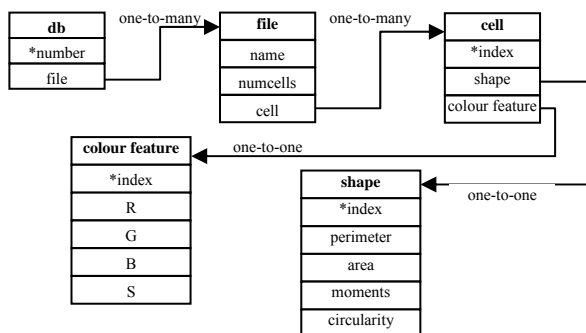 db
*number
file
one-to-many
file
name
numcells
cell
one-to-many
cell
*index
shape
colour feature
colour feature
*index
R
G
B
S
one-to-one
shape
*index
perimeter
area
moments
circularity
one-to-one